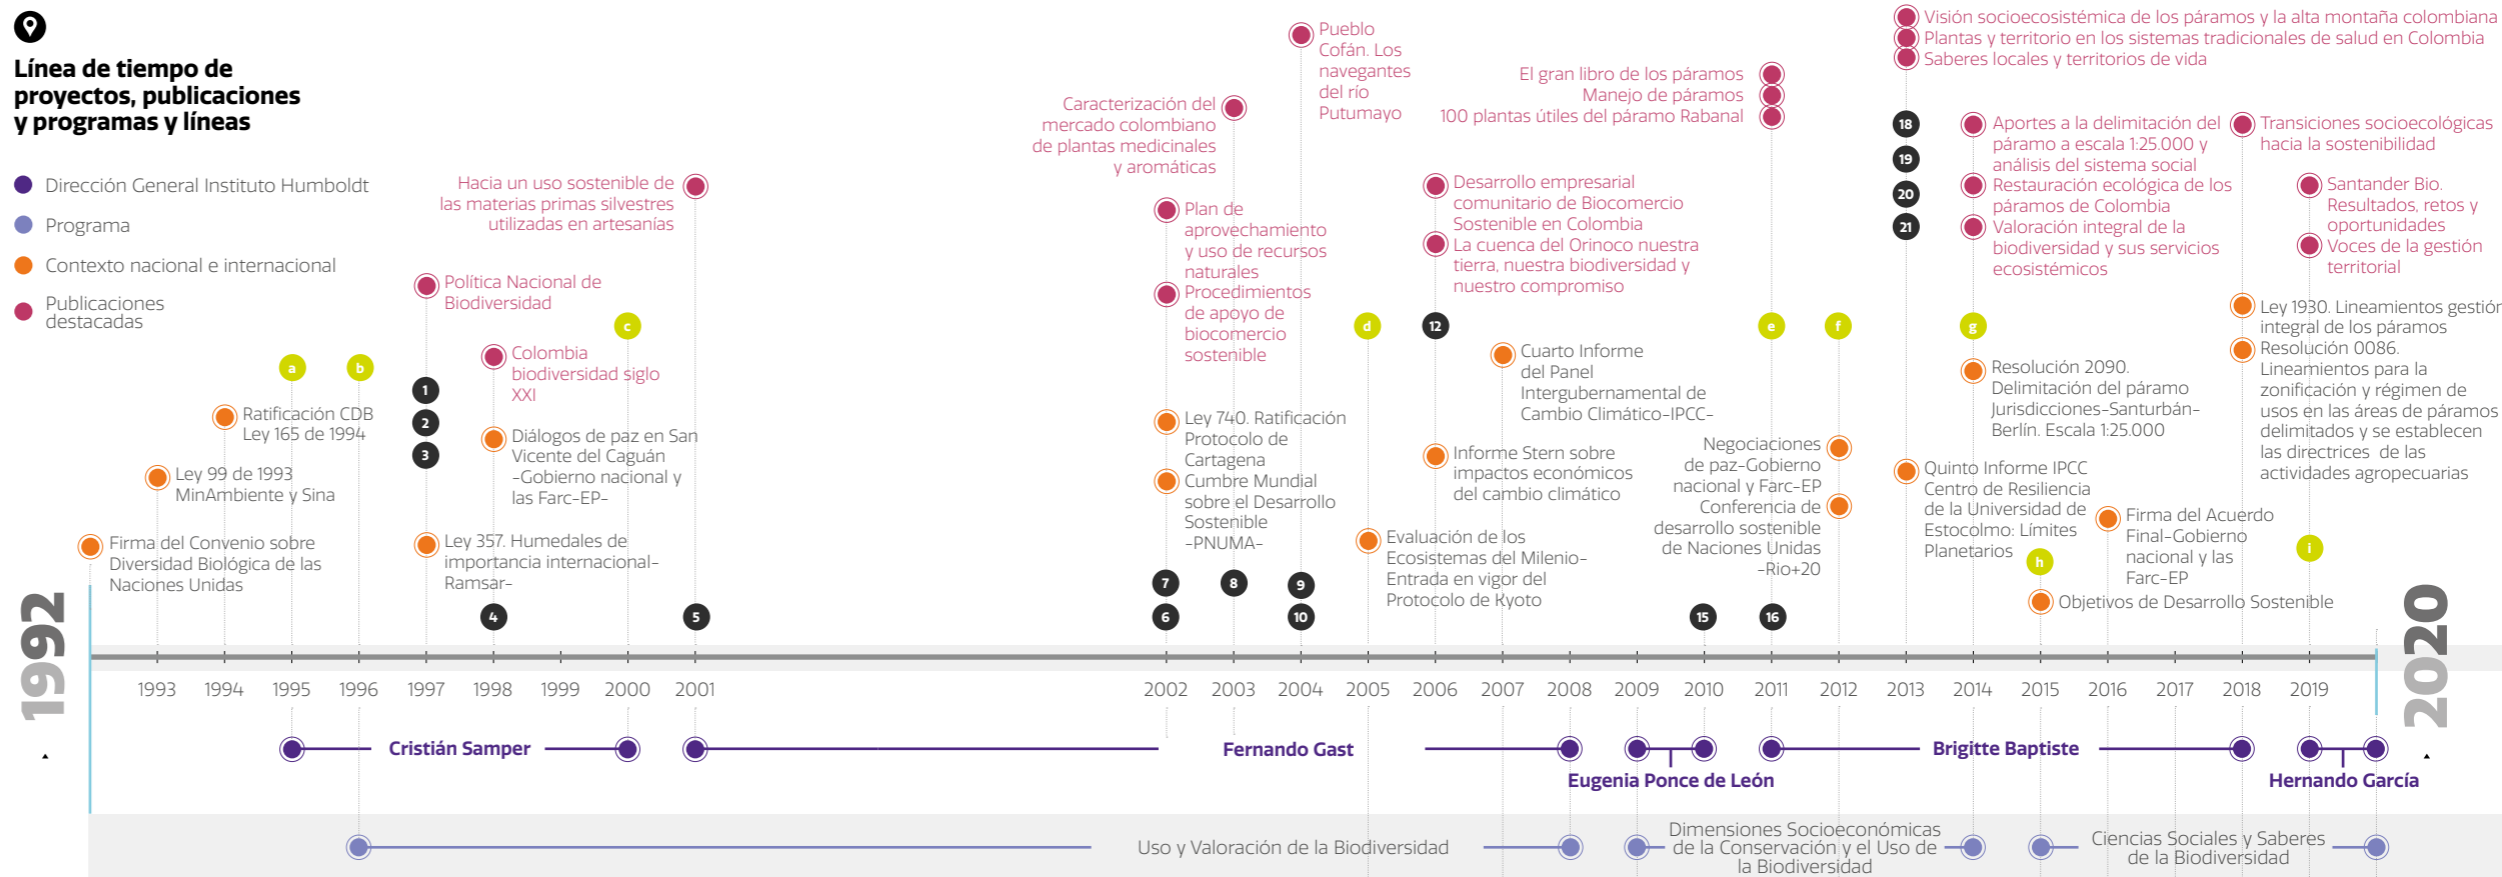 Línea de tiempo de
proyectos, publicaciones
y programas y líneas
Dirección General Instituto Humboldt
Programa
Contexto nacional e internacional
Publicaciones
destacadas
1992
Firma del Convenio sobre
Diversidad Biológica de las
Naciones Unidas
Ley 99 de 1993
MinAmbiente y Sina
Ratificación CDB
Ley 165 de 1994
a
b
Política Nacional de
Biodiversidad
1
2
3
Ley 357. Humedales de
importancia internacional-
Ramsar-
Colombia
biodiversidad siglo
XXI
Diálogos de paz en San
Vicente del Caguán
-Gobierno nacional y
las Farc-EP-
4
c
Hacia un uso sostenible de
las materias primas silvestres
utilizadas en artesanías
5
Plan de
aprovechamiento
y uso de recursos
naturales
Procedimientos
de apoyo de
biocomercio
sostenible
Ley 740. Ratificación
Protocolo de
Cartagena
Cumbre Mundial
sobre el Desarrollo
Sostenible
-PNUMA-
7
6
Caracterización del
mercado colombiano
de plantas medicinales
y aromáticas
8
Pueblo
Cofán. Los
navegantes
del río
Putumayo
9
10
d
Evaluación de los
Ecosistemas del Milenio-
Entrada en vigor del
Protocolo de Kyoto
Desarrollo empresarial
comunitario de Biocomercio
Sostenible en Colombia
La cuenca del Orinoco nuestra
tierra, nuestra biodiversidad y
nuestro compromiso
12
Informe Stern sobre
impactos económicos
del cambio climático
Cuarto Informe
del Panel
Intergubernamental de
Cambio Climático-IPCC-
15
El gran libro de los páramos
Manejo de páramos
100 plantas útiles del páramo Rabanal
e
16
f
Negociaciones
de paz-Gobierno
nacional y Farc-EP
Conferencia de
desarrollo sostenible
de Naciones Unidas
-Rio+20
Visión socioecosistémica de los páramos y la alta montaña colombiana
Plantas y territorio en los sistemas tradicionales de salud en Colombia
Saberes locales y territorios de vida
18
19
20
21
Quinto Informe IPCC
Centro de Resiliencia
de la Universidad de
Estocolmo: Límites
Planetarios
Aportes a la delimitación del
páramo a escala 1:25.000 y
análisis del sistema social
Restauración ecológica de los
páramos de Colombia
Valoración integral de la
biodiversidad y sus servicios
ecosistémicos
g
Resolución 2090.
Delimitación del páramo
Jurisdicciones-Santurbán-
Berlín. Escala 1:25.000
h
Objetivos de Desarrollo Sostenible
Firma del Acuerdo
Final-Gobierno
nacional y las
Farc-EP
Transiciones socioecológicas
hacia la sostenibilidad
Ley 1930. Lineamientos gestión
integral de los páramos
Resolución 0086.
Lineamientos para la
zonificación y régimen de
usos en las áreas de páramos
delimitados y se establecen
las directrices de las
actividades agropecuarias
Santander Bio.
Resultados, retos y
oportunidades
Voces de la gestión
territorial
i
2020
1993 1994 1995 1996 1997 1998 1999 2000 2001 2002 2003 2004 2005 2006 2007 2008 2009 2010 2011 2012 2013 2014 2015 2016 2017 2018 2019
Cristián Samper
Fernando Gast
Eugenia Ponce de León
Brigitte Baptiste
Hernando García
Uso y Valoración de la Biodiversidad
Dimensiones Socioeconómicas
de la Conservación y el Uso de
la Biodiversidad
Ciencias Sociales y Saberes
de la Biodiversidad